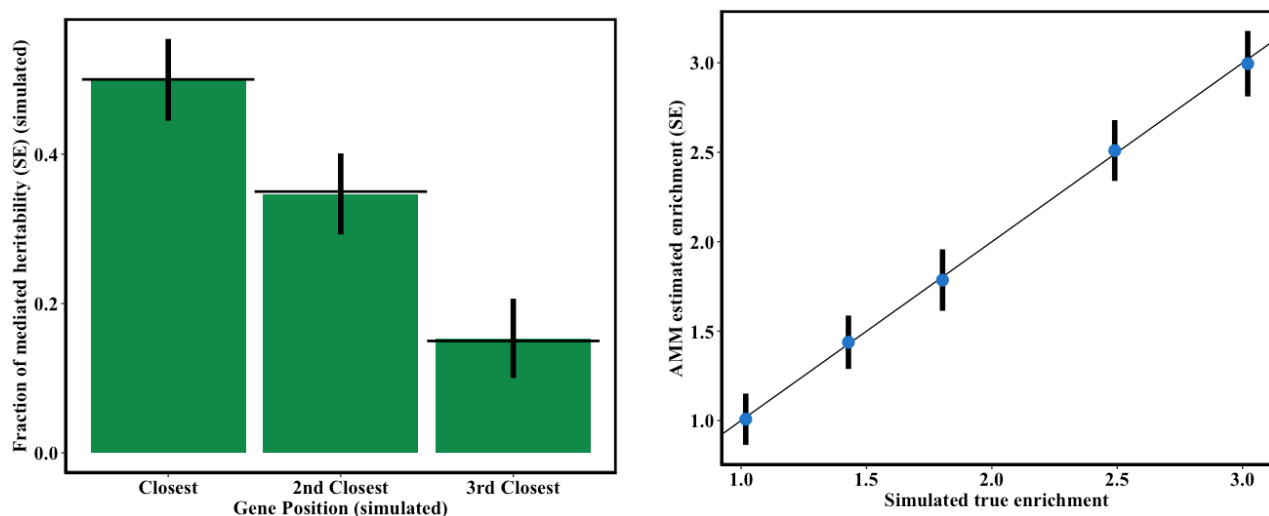 Fraction of mediated heritability (SE) (simulated)
0.4
0.2
0.0
Closest
2nd Closest
3rd Closest
Gene Position (simulated)
AMM estimated enrichment (SE)
3.0
2.5
2.0
1.5
1.0
1.0
1.5
2.0
2.5
3.0
Simulated true enrichment